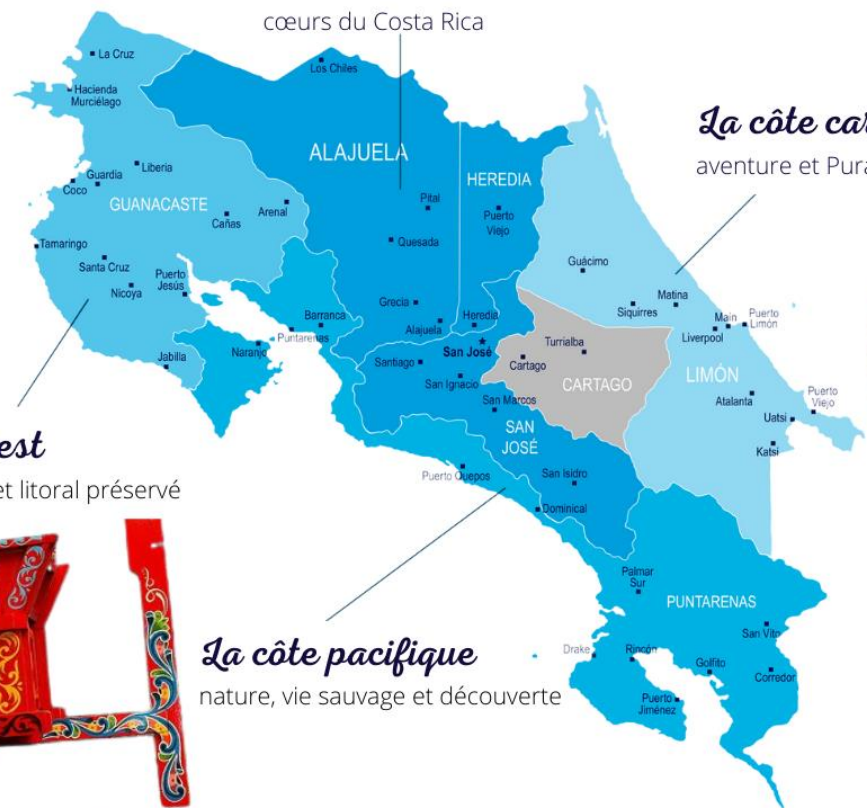 cœurs du Costa Rica
La Cruz
Los Chiles
Hacienda
Murciélago
La côte
aventure et
ALAJUELA
HEREDIA
Liberia
Guardia
Coco
GUANACASTE
Arenal
Cañas
Pital
Puerto
Viejo
Quesada
Tamaringo
Santa Cruz
Puerto
Jesús
Nicoya
Guácimo
Grecia
Matina
Siquirres
Barranca
Puntarenas
Alajuela
Heredia
Main
Puerto
Limón
Liverpool
Naranjo
Jabilla
San José
Santiago
Turrialba
Cartago
San Ignacio
CARTAGO
LIMÓN
Atalanta
Puerto
Viejo
San Marcos
Uatsi
SAN
JOSÉ
Katsi
est
et litoral préservé
Puerto Quepos
San Isidro
Dominical
Palmar
Sur
PUNTARENAS
San Vito
La côte pacifique
nature, vie sauvage et découverte
Drake
Rincón
Golfito
Corredor
Puerto
Jiménez